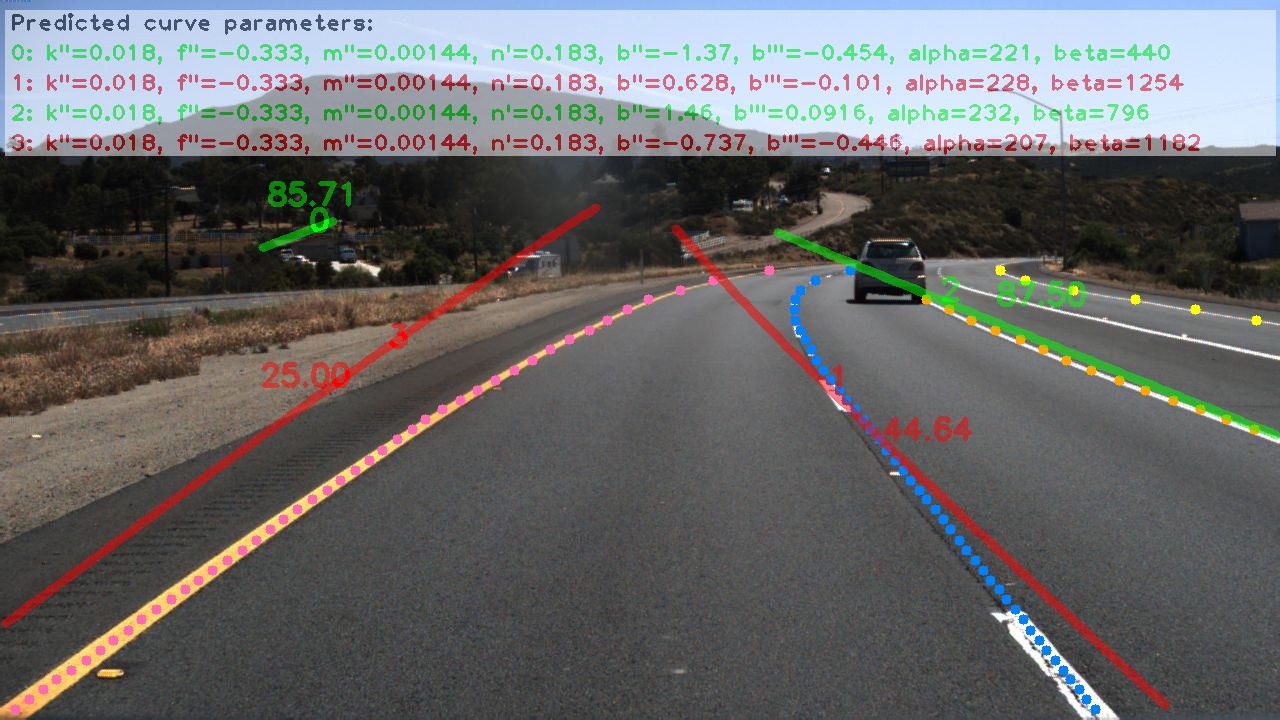 Predicted curve parameters:
0: k''=0.018, f''=-0.333, m''=0.00144, n'=0.183, b''=-1.37, b'''=-0.454, alpha=221, beta=440
1: k''=0.018, f''=-0.333, m''=0.00144, n'=0.183, b''=0.628, b'''=-0.101, alpha=228, beta=1254
2: k''=0.018, f''=-0.333, m''=0.00144, n'=0.183, b''=1.46, b'''=0.0916, alpha=232, beta=796
3: k''=0.018, f''=-0.333, m''=0.00144, n'=0.183, b''=-0.737, b'''=-0.446, alpha=207, beta=1182
85.71
0
2 87.50
3
25.00
1
44.64